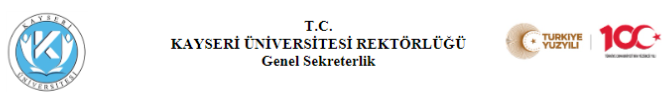 T.C.
KAYSERİ ÜNİVERSİTESİ REKTÖRLÜĞÜ
Genel Sekreterlik
KAYSERİ
ÜNİVERSİTESİ
TÜRKİYE
YÜZYILI
100